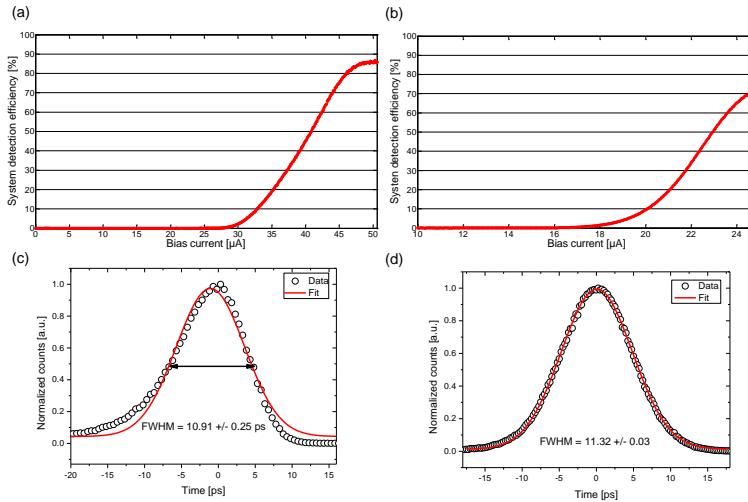 (a)
System detection efficiency [%]
100
90
80
70
60
50
40
30
20
10
0
0 5 10 15 20 25 30 35 40 45 50
Bias current [µA]
(b)
System detection efficiency [%]
100
90
80
70
60
50
40
30
20
10
0
10 12 14 16 18 20 22 24
Bias current [µA]
(c)
Normalized counts [a.u.]
1.0
0.8
0.6
0.4
0.2
0.0
Data
Fit
FWHM = 10.91 +/- 0.25 ps
-20 -15 -10 -5 0 5 10 15
Time [ps]
(d)
Normalized counts [a.u.]
1.0
0.8
0.6
0.4
0.2
0.0
Data
Fit
FWHM = 11.32 +/- 0.03
-15 -10 -5 0 5 10 15
Time [ps]